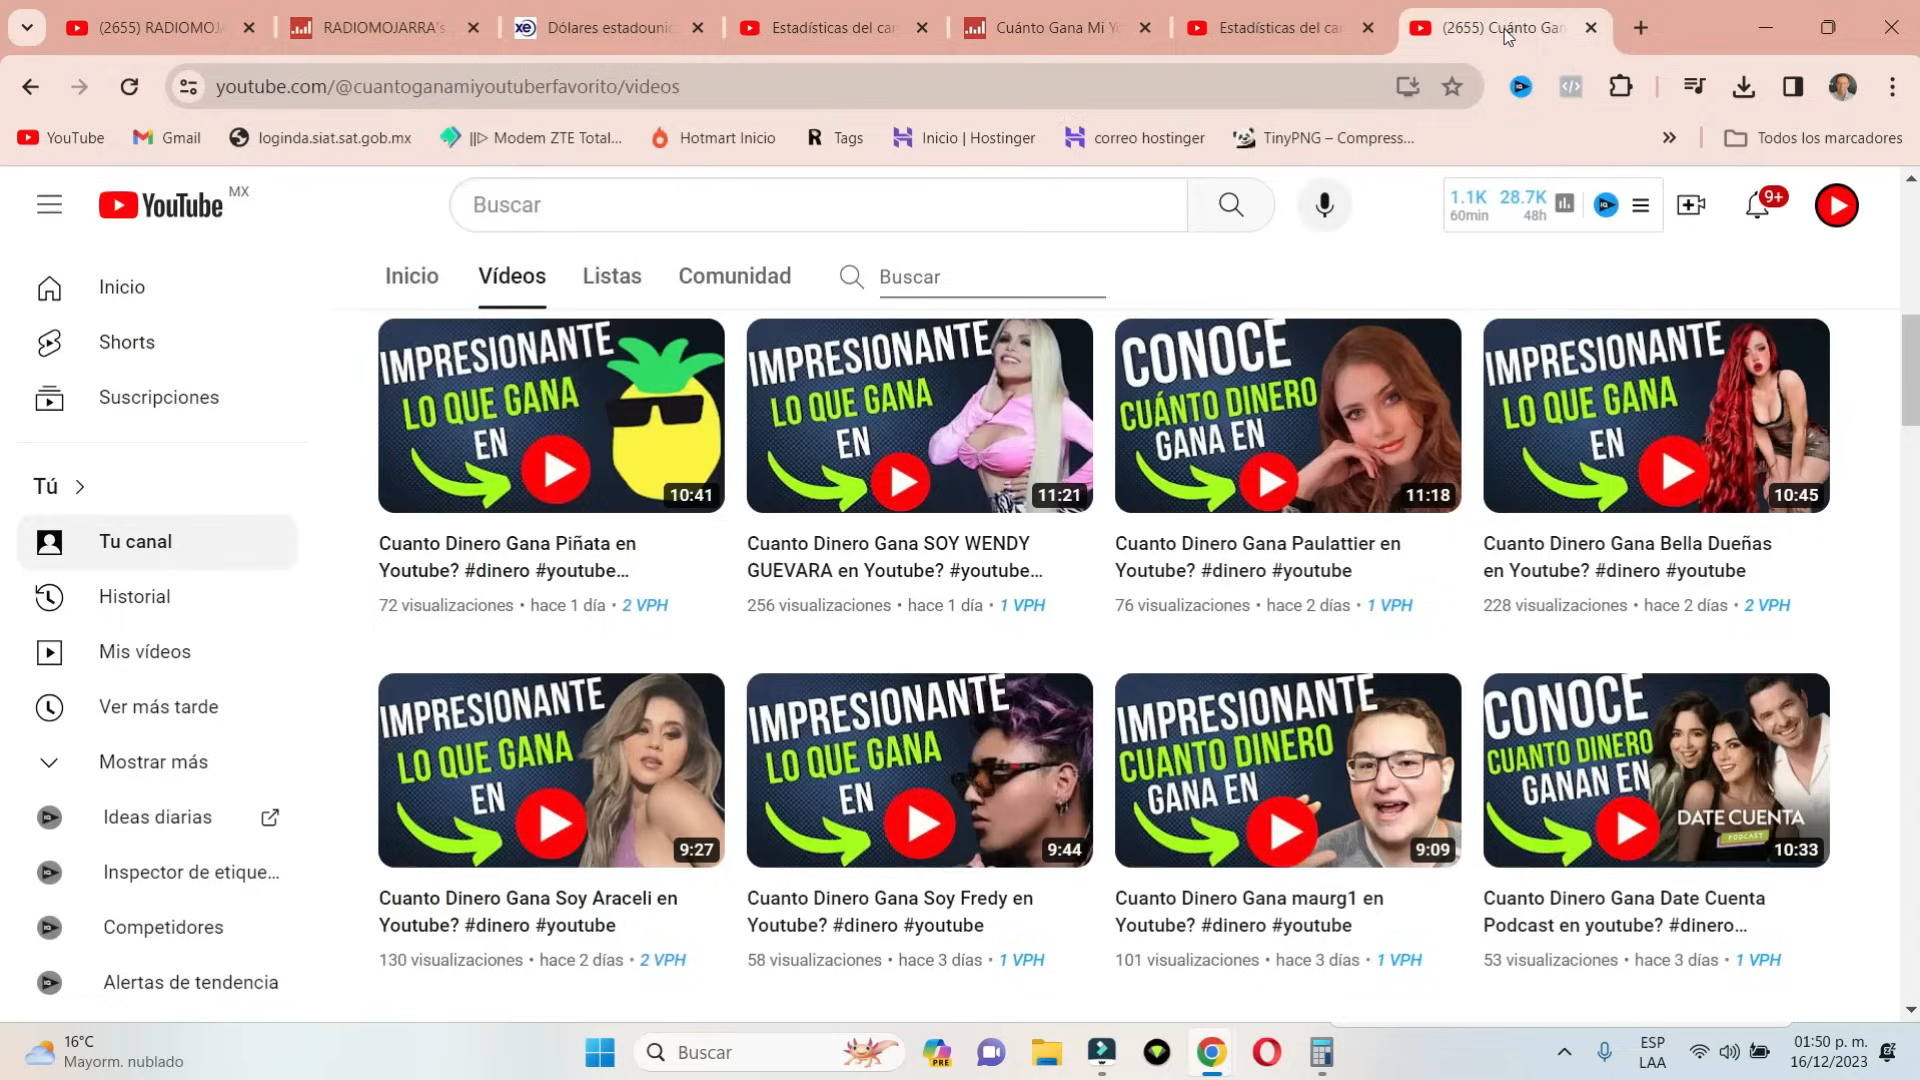 (2655) RADIOMOJ
RADIOMOJARRA's
Dólares estadounic
Estadísticas del car
Cuánto Gana Mi Yo
Estadísticas del car
(2655) Cuánto Gan
youtube.com/@cuantoganamiyoutuberfavorito/videos
YouTube
Gmail
loginda.siat.sat.gob.mx
||▷ Modem ZTE Total...
Hotmart Inicio
R Tags
Inicio | Hostinger
correo hostinger
TinyPNG – Compress...
»
Todos los marcadores
YouTube MX
Buscar
1.1K 28.7K
60min 48h
9+
Inicio
Vídeos
Listas
Comunidad
Buscar
Inicio
Shorts
Suscripciones
Tú
Tu canal
Historial
Mis vídeos
Ver más tarde
Mostrar más
Ideas diarias
Inspector de etique...
Competidores
Alertas de tendencia
IMPRESIONANTE
LO QUE GANA
EN
10:41
Cuanto Dinero Gana Piñata en
Youtube? #dinero #youtube...
72 visualizaciones • hace 1 día • 2 VPH
IMPRESIONANTE
LO QUE GANA
EN
11:21
Cuanto Dinero Gana SOY WENDY
GUEVARA en Youtube? #youtube...
256 visualizaciones • hace 1 día • 1 VPH
CONOCE
CUÁNTO DINERO
GANA EN
11:18
Cuanto Dinero Gana Paulattier en
Youtube? #dinero #youtube
76 visualizaciones • hace 2 días • 1 VPH
IMPRESIONANTE
LO QUE GANA
EN
10:45
Cuanto Dinero Gana Bella Dueñas
en Youtube? #dinero #youtube
228 visualizaciones • hace 2 días • 2 VPH
IMPRESIONANTE
LO QUE GANA
EN
9:27
Cuanto Dinero Gana Soy Araceli en
Youtube? #dinero #youtube
130 visualizaciones • hace 2 días • 2 VPH
IMPRESIONANTE
LO QUE GANA
EN
9:44
Cuanto Dinero Gana Soy Fredy en
Youtube? #dinero #youtube
58 visualizaciones • hace 3 días • 1 VPH
IMPRESIONANTE
CUANTO DINERO
GANA EN
9:09
Cuanto Dinero Gana maurg1 en
Youtube? #dinero #youtube
101 visualizaciones • hace 3 días • 1 VPH
CONOCE
CUANTO DINERO
GANAN EN
DATE CUENTA
PODCAST
10:33
Cuanto Dinero Gana Date Cuenta
Podcast en youtube? #dinero...
53 visualizaciones • hace 3 días • 1 VPH
16°C
Mayorm. nublado
Buscar
PRE
ESP
LAA
01:50 p. m.
16/12/2023